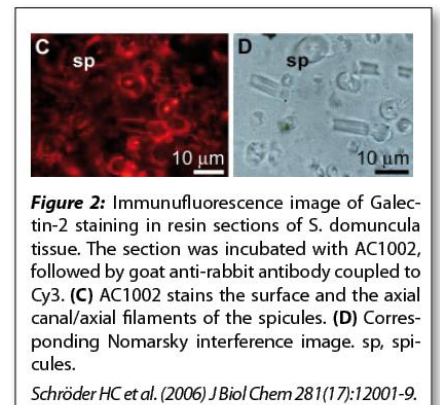 C sp 10 µm D sp 10 µm
Figure 2: Immunufluorescence image of Galec-
tin-2 staining in resin sections of S. domuncula
tissue. The section was incubated with AC1002,
followed by goat anti-rabbit antibody coupled to
Cy3. (C) AC1002 stains the surface and the axial
canal/axial filaments of the spicules. (D) Corres-
ponding Nomarsky interference image. sp, spi-
cules.
Schröder HC et al. (2006) J Biol Chem 281(17):12001-9.